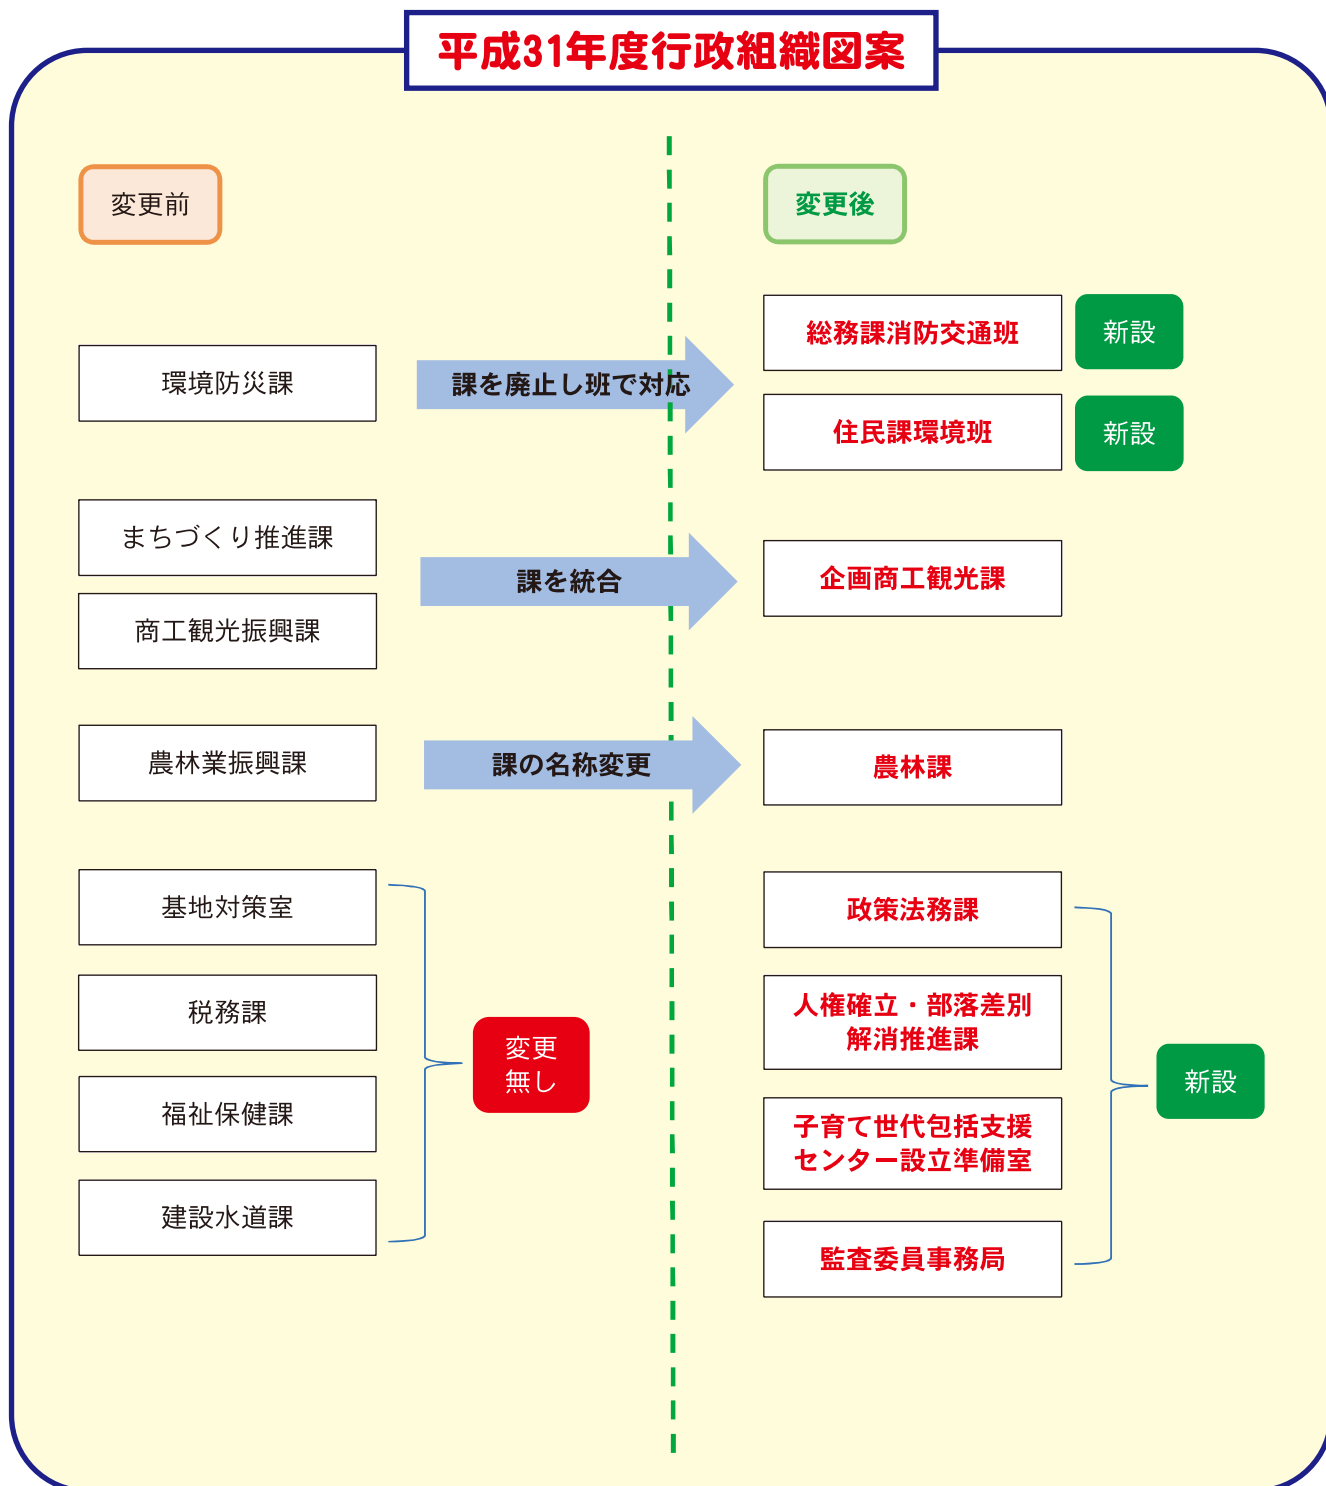 平成31年度行政組織図案
変更前
変更後
環境防災課
課を廃止し班で対応
総務課消防交通班
新設
住民課環境班
新設
まちづくり推進課
商工観光振興課
課を統合
企画商工観光課
農林業振興課
課の名称変更
農林課
基地対策室
税務課
福祉保健課
建設水道課
変更
無し
政策法務課
人権確立・部落差別
解消推進課
子育て世代包括支援
センター設立準備室
監査委員事務局
新設